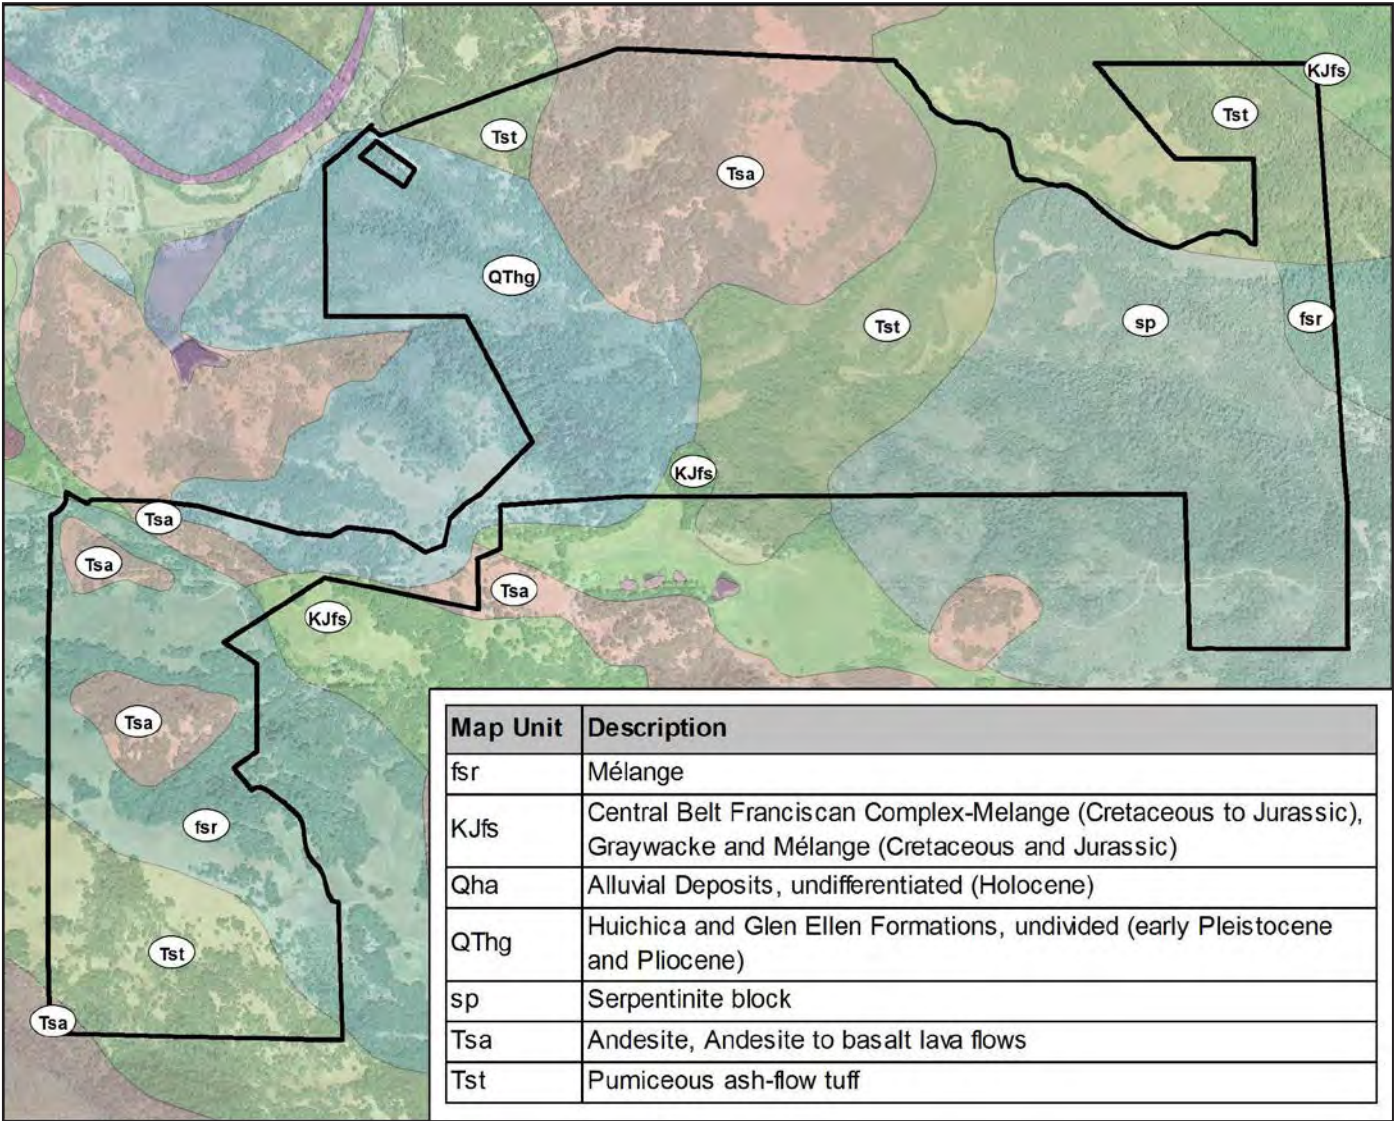 KJfs
Tst
Tst
Tsa
QThg
Tst
sp
fsr
KJfs
Tsa
Tsa
Tsa
KJfs
Tsa
fsr
Tst
Tsa
Map Unit Description
fsr Mélange
KJfs Central Belt Franciscan Complex-Melange (Cretaceous to Jurassic),
Graywacke and Mélange (Cretaceous and Jurassic)
Qha Alluvial Deposits, undifferentiated (Holocene)
QThg Huichica and Glen Ellen Formations, undivided (early Pleistocene
and Pliocene)
sp Serpentinite block
Tsa Andesite, Andesite to basalt lava flows
Tst Pumiceous ash-flow tuff